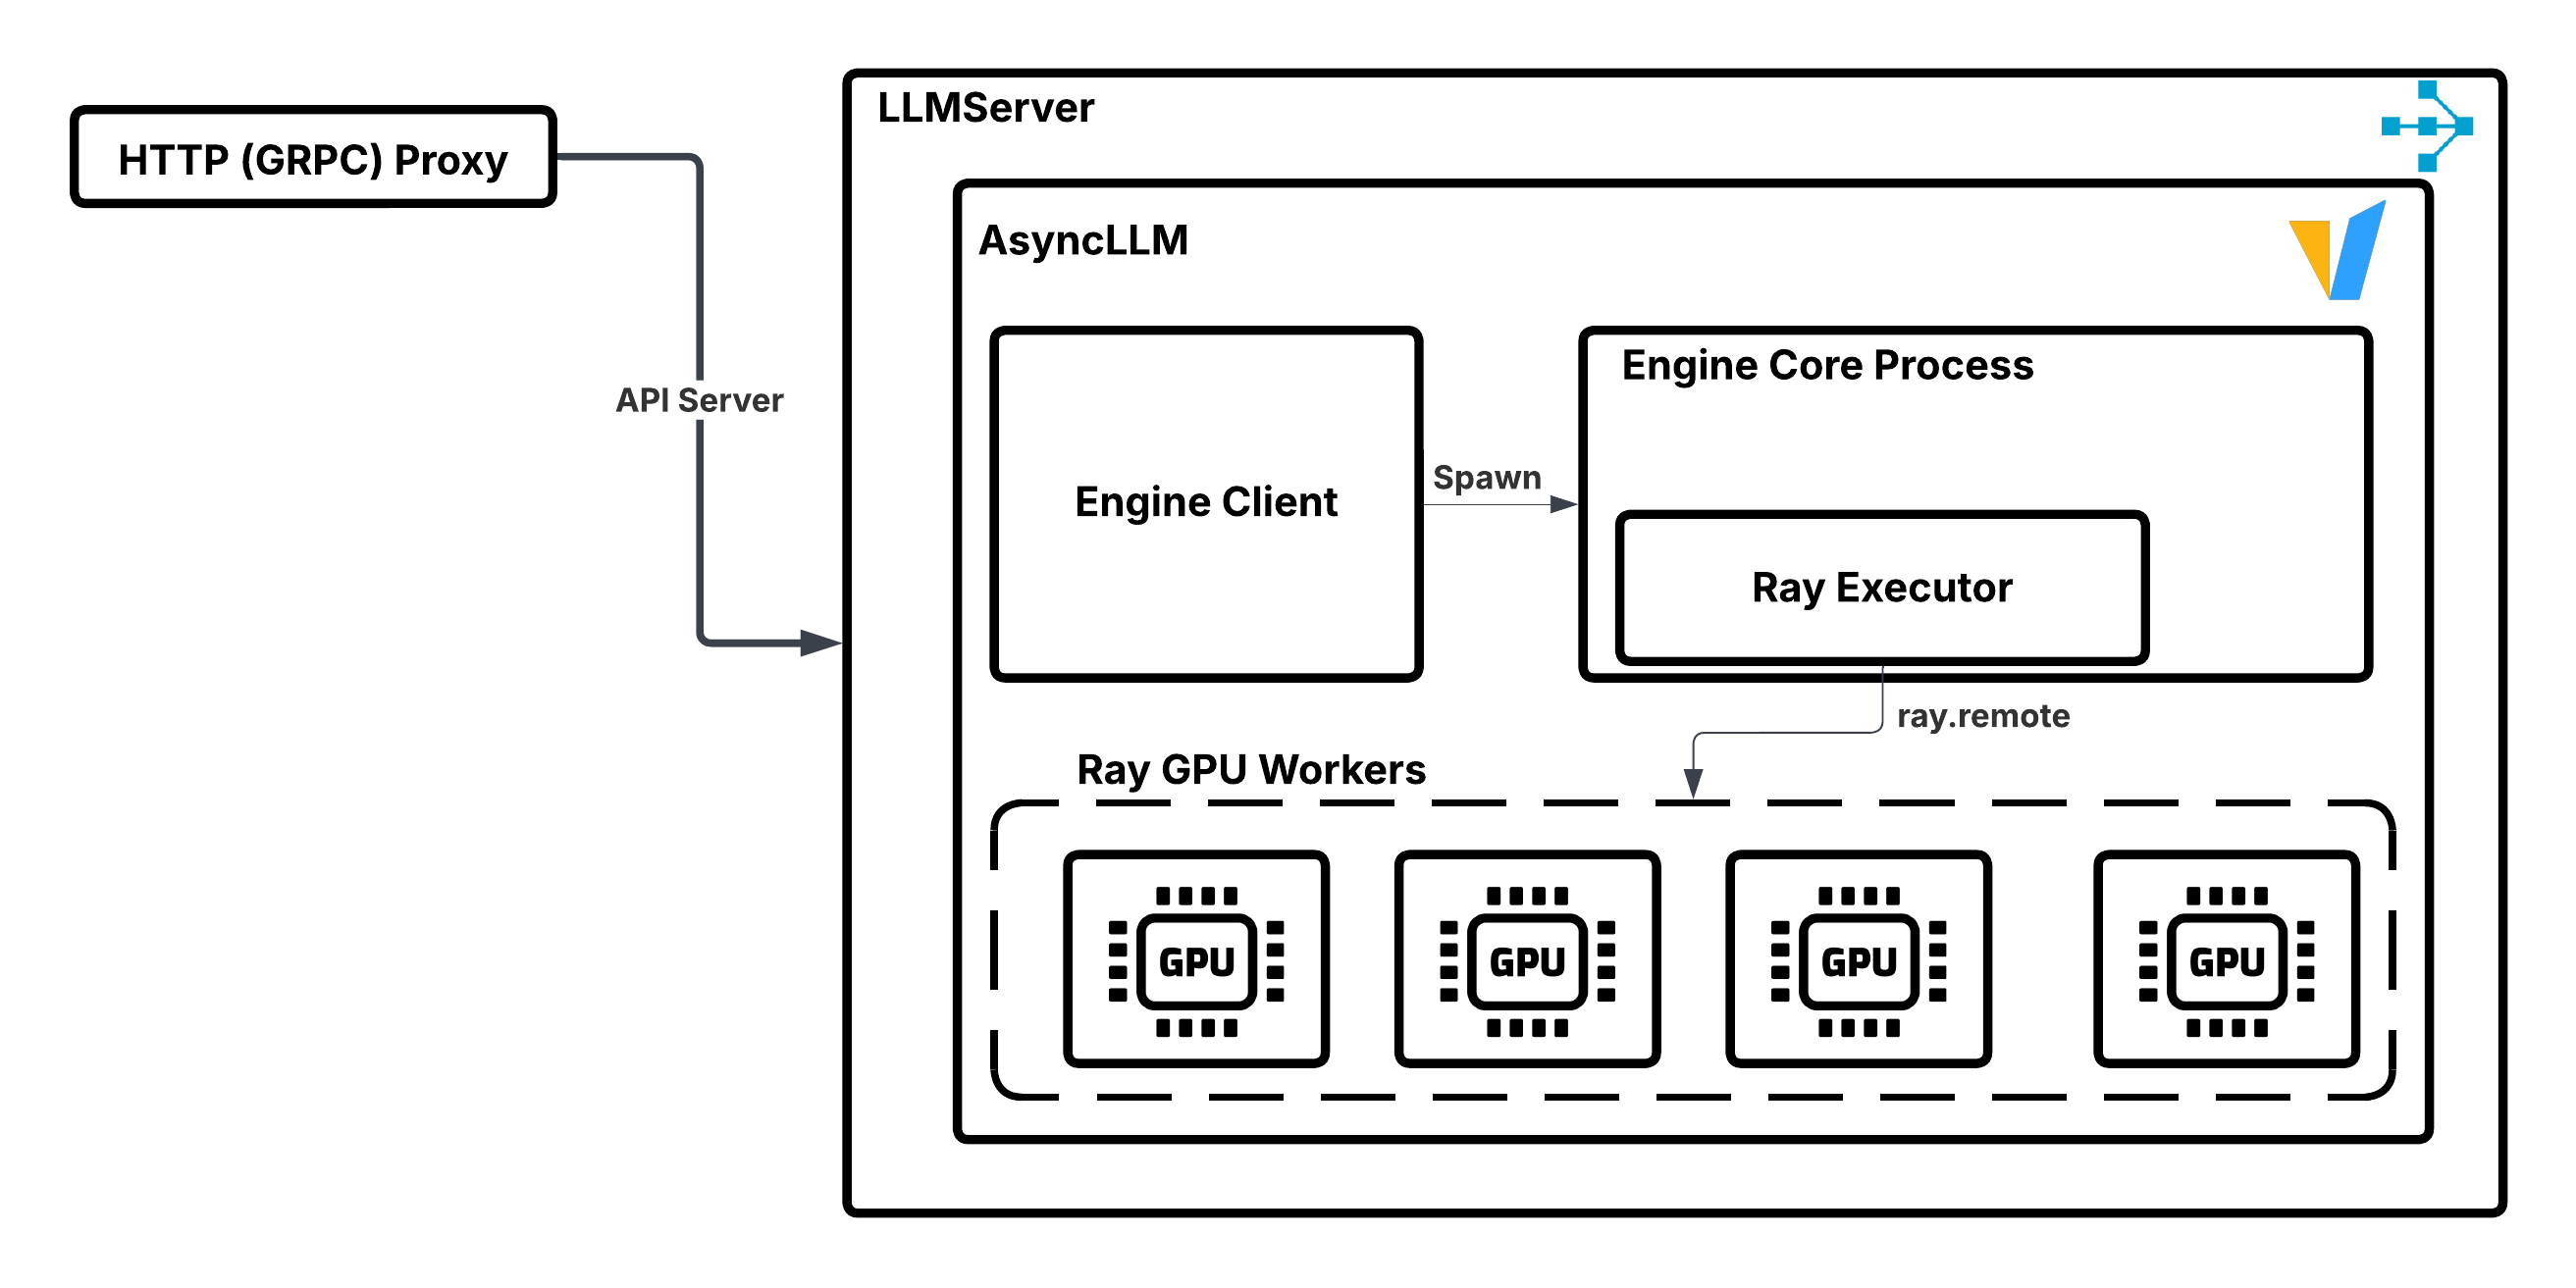 LLMServer
HTTP (GRPC) Proxy
AsyncLLM
Engine Core Process
API Server
Spawn
Engine Client
Ray Executor
ray.remote
Ray GPU Workers
GPU
GPU
GPU
GPU